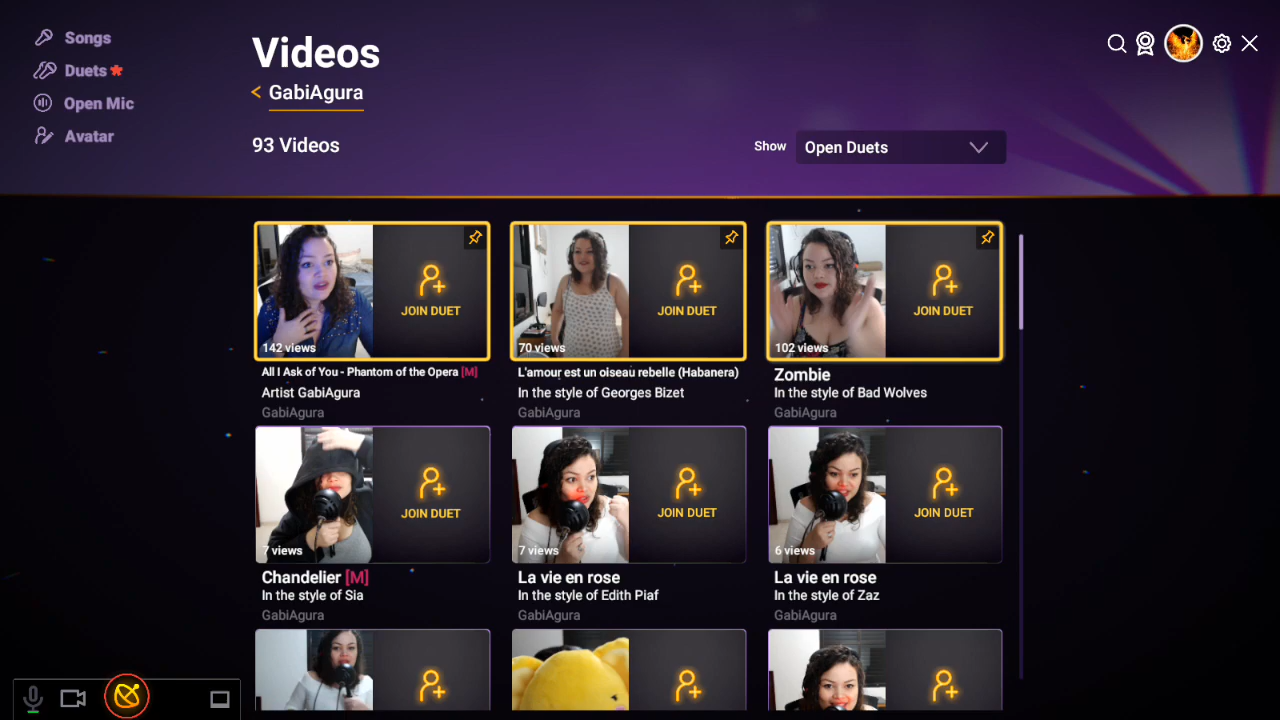 Songs
Duets *
Open Mic
Avatar
Videos
< GabiAgura
93 Videos
Show
Open Duets
JOIN DUET
142 views
All I Ask of You - Phantom of the Opera [M]
Artist GabiAgura
GabiAgura
JOIN DUET
70 views
L'amour est un oiseau rebelle (Habanera)
In the style of Georges Bizet
GabiAgura
JOIN DUET
102 views
Zombie
In the style of Bad Wolves
GabiAgura
JOIN DUET
7 views
Chandelier [M]
In the style of Sia
GabiAgura
JOIN DUET
7 views
La vie en rose
In the style of Edith Piaf
GabiAgura
JOIN DUET
6 views
La vie en rose
In the style of Zaz
GabiAgura